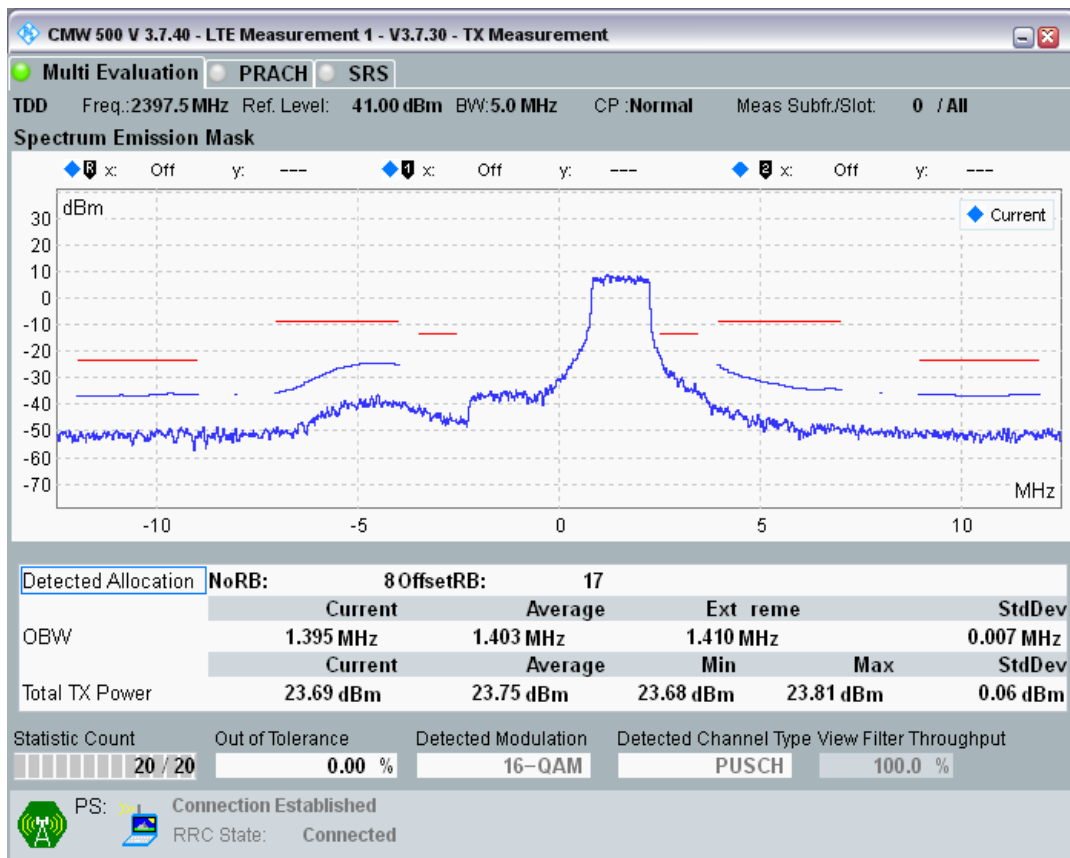 CMW 500 V 3.7.40 - LTE Measurement 1 - V3.7.30 - TX Measurement
Multi Evaluation PRACH SRS
TDD Freq.:2397.5 MHz Ref. Level: 41.00 dBm BW:5.0 MHz CP :Normal Meas Subfr./Slot: 0 / All
Spectrum Emission Mask
R x: Off y: --- 1 x: Off y: --- 2 x: Off y: ---
dBm
Current
30
20
10
0
-10
-20
-30
-40
-50
-60
-70
MHz
-10 -5 0 5 10
Detected Allocation NoRB: 8 OffsetRB: 17
Current Average Ext reme StdDev
OBW 1.395 MHz 1.403 MHz 1.410 MHz 0.007 MHz
Current Average Min Max StdDev
Total TX Power 23.69 dBm 23.75 dBm 23.68 dBm 23.81 dBm 0.06 dBm
Statistic Count Out of Tolerance Detected Modulation Detected Channel Type View Filter Throughput
20 / 20 0.00 % 16-QAM PUSCH 100.0 %
PS: Connection Established
RRC State: Connected